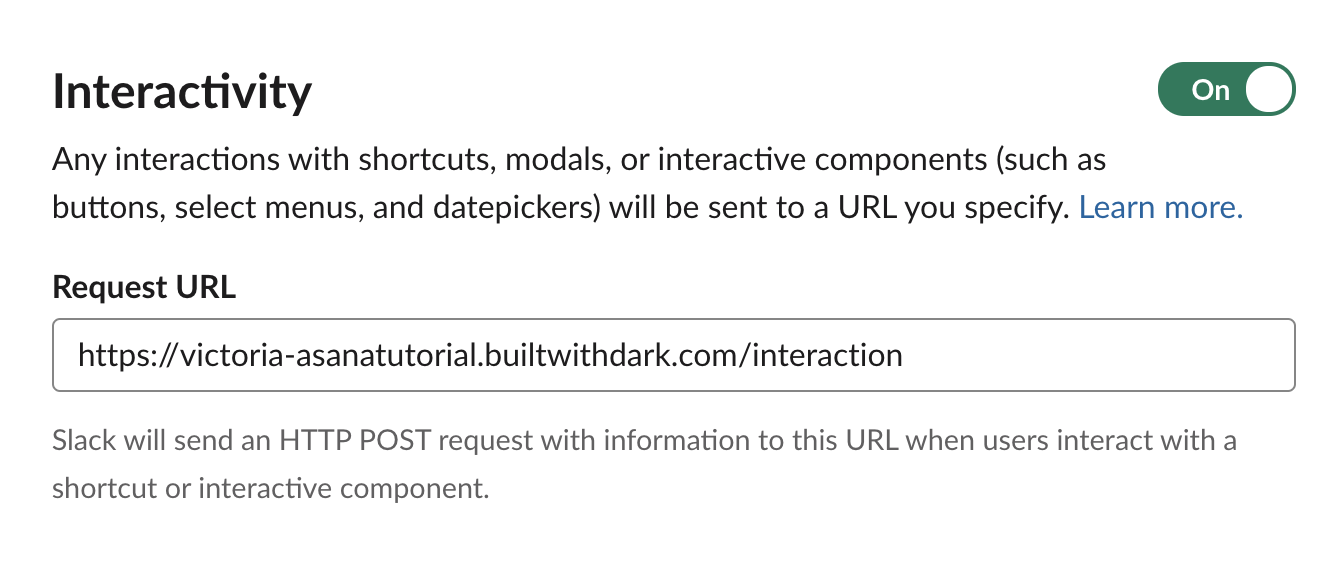 Interactivity
On
Any interactions with shortcuts, modals, or interactive components (such as
buttons, select menus, and datepickers) will be sent to a URL you specify. Learn more.
Request URL
https://victoria-asanatutorial.builtwithdark.com/interaction
Slack will send an HTTP POST request with information to this URL when users interact with a
shortcut or interactive component.